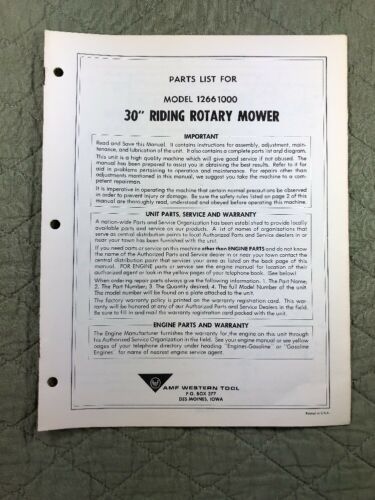 PARTS LIST FOR
MODEL 12661000
30" RIDING ROTARY MOWER
IMPORTANT
Read and Save this Manual. It contains instructions for assembly, adjustment, main-
tenance, and lubrication of the unit. It also contains a complete parts list and diagram.
This unit is a high quality machine which will give good service if not abused. The
suggestions are meant to assist you in obtaining the best results. Refer to it for
aid in problems pertaining to operation and maintenance. For repairs other than
adjustments mentioned in this manual, we suggest you take the machine to a com-
petent repairman.
It is imperative in operating the machine that certain normal precautions be observed
in order to prevent injury or damage. Be sure the safety rules listed on page 2 of this
manual are thoroughly read, understood and obeyed before operating this machine.
UNIT PARTS, SERVICE AND WARRANTY
A nation-wide Parts and Service Organization has been established to provide locally
available parts and service on our products. A list of names of organizations that
serve as central distribution points to local Authorized Parts and Service dealers in or
near your town has been furnished with the unit.
If you need parts or service on this machine other than ENGINE PARTS and do not know
the name of the Authorized Parts and Service dealer in or near your town contact the
central distribution point that services your area as listed on the back page of this
manual. FOR ENGINE parts or service see the engine manual for location of their
authorized agent or look in the yellow pages of your telephone book. (See below)
When ordering repair parts always give the following information. 1. The Part Name;
2. The Part Number; 3. The Quantity desired; 4. The full Model Number of the Unit.
The model number will be found on a plate attached to the unit.
The factory warranty policy is printed on the warranty registration card. This war-
ranty will be honored at any of our Authorized Parts and Service Dealers in the field.
Be sure to fill in and mail the warranty registration card packed with the unit.
ENGINE PARTS AND WARRANTY
The Engine Manufacturer furnishes the warranty for the engine on this unit through
his Authorized Service Organization in the field. See your engine manual or see yellow
pages of your telephone directory under heading "Engines-Gasoline" or "Gasoline
Engines" for name of nearest engine service agent.
AMF WESTERN TOOL
P.O. BOX 377
DES MOINES, IOWA
Printed in U.S.A.